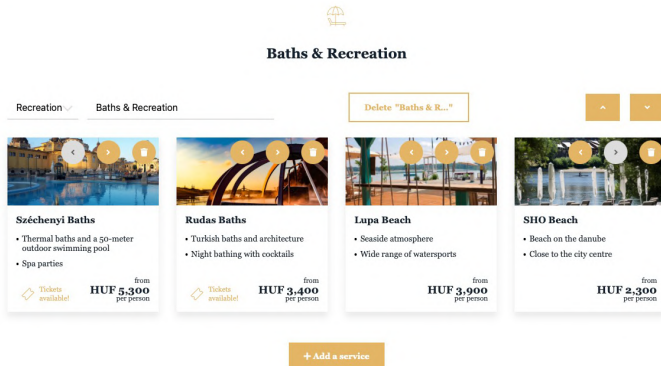 Baths & Recreation
Recreation
Baths & Recreation
Delete "Baths & R..."
Széchenyi Baths
• Thermal baths and a 50-meter
outdoor swimming pool
• Spa parties
Tickets
available!
from
HUF 5,300
per person
Rudas Baths
• Turkish baths and architecture
• Night bathing with cocktails
Tickets
available!
from
HUF 3,400
per person
Lupa Beach
• Seaside atmosphere
• Wide range of watersports
from
HUF 3,900
per person
SHO Beach
• Beach on the danube
• Close to the city centre
from
HUF 2,300
per person
+ Add a service